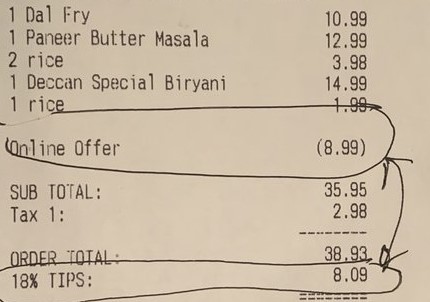 1 Dal Fry 10.99
1 Paneer Butter Masala 12.99
2 rice 3.98
1 Deccan Special Biryani 14.99
1 rice 1.99
Online Offer (8.99)
SUB TOTAL: 35.95
Tax 1: 2.98
--------
ORDER TOTAL: 38.93
18% TIPS: 8.09
========